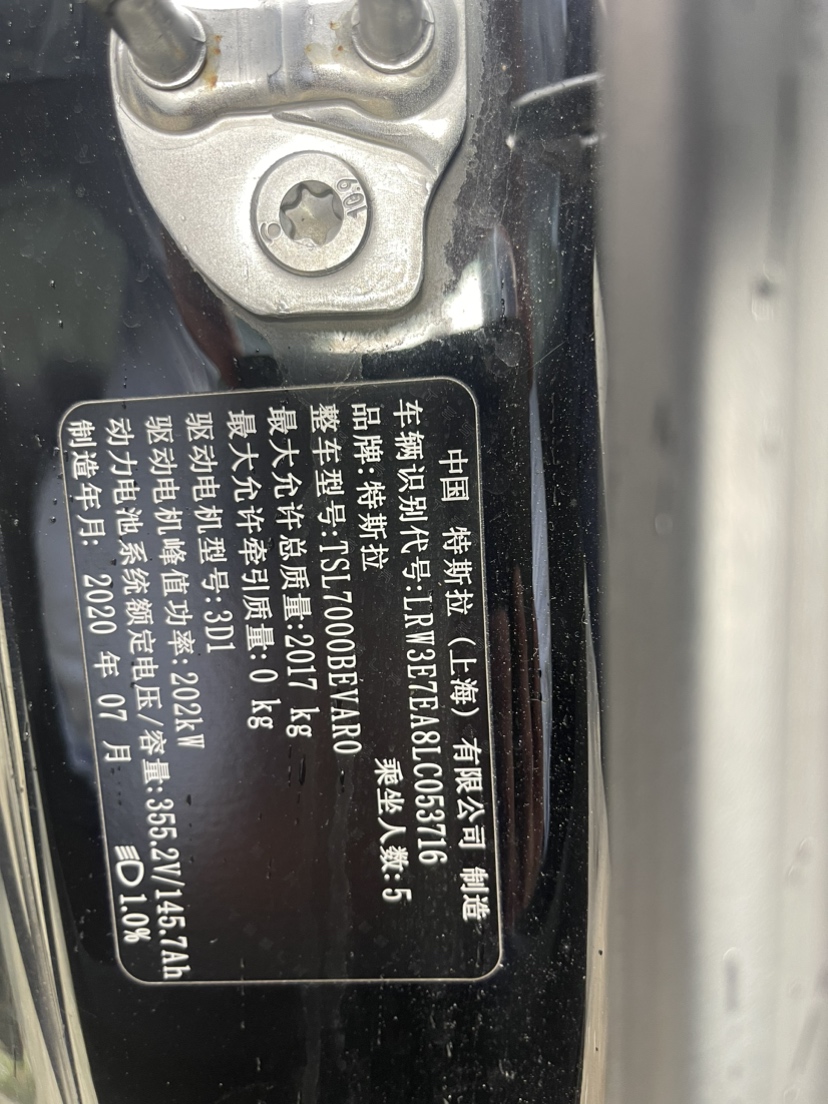 10.9
6
中国 特斯拉 (上海) 有限公司 制造
车辆识别代号:LRW3E7EA8LC053716
品牌:特斯拉 乘坐人数:5
整车型号:TSL7000BEVAR0
最大允许总质量:2017 kg
最大允许牵引质量:0 kg
驱动电机型号:3D1
驱动电机峰值功率:202kW
动力电池系统额定电压/容量:355.2V/145.7Ah
制造年月: 2020 年 07 月 1.0%